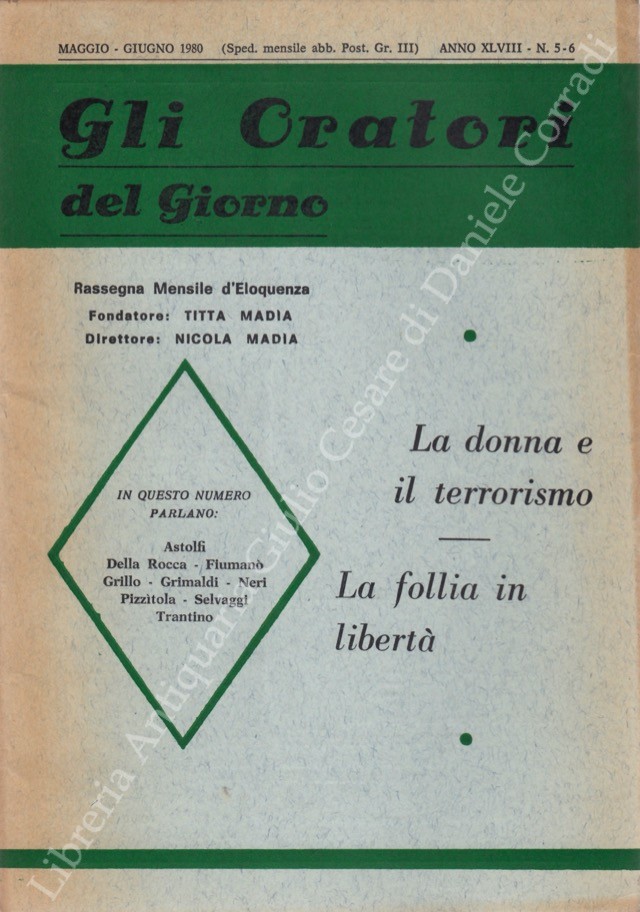 MAGGIO - GIUGNO 1980 (Sped. mensile abb. Post. Gr. III) ANNO XLVIII - N. 5-6
Gli Oratori
del Giorno
Rassegna Mensile d'Eloquenza
Fondatore: TITTA MADIA
Direttore: NICOLA MADIA
IN QUESTO NUMERO
PARLANO:
Astolfi
Della Rocca - Fiumanò
Grillo - Grimaldi - Neri
Pizzitola - Selvaggi
Trantino
La donna e
il terrorismo
La follia in
libertà
Libreria Antiquaria Giulio Cesare di Daniele Corradi